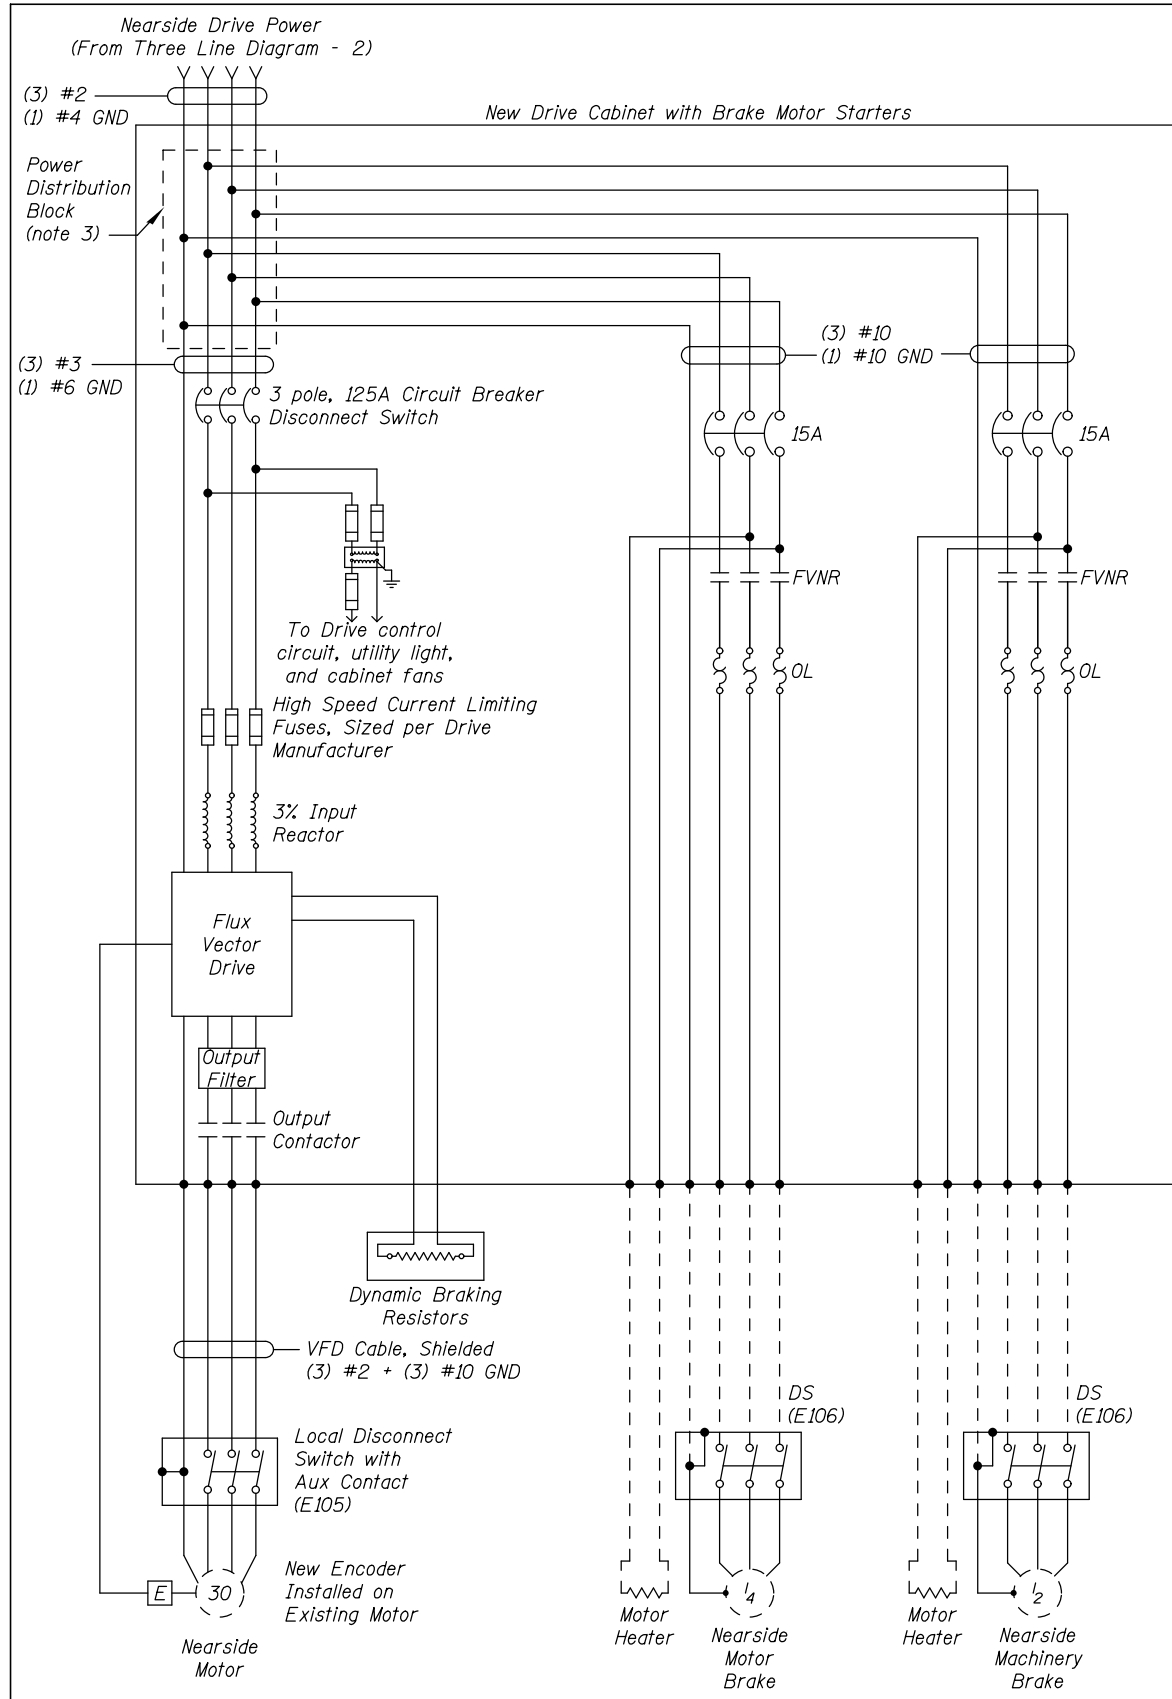 Nearside Drive Power
(From Three Line Diagram - 2)
(3) #2
(1) #4 GND
New Drive Cabinet with Brake Motor Starters
Power
Distribution
Block
(note 3)
(3) #3
(1) #6 GND
3 pole, 125A Circuit Breaker
Disconnect Switch
(3) #10
(1) #10 GND
15A
15A
To Drive control
circuit, utility light,
and cabinet fans
FVNR
FVNR
OL
OL
High Speed Current Limiting
Fuses, Sized per Drive
Manufacturer
3% Input
Reactor
Flux
Vector
Drive
Output
Filter
Output
Contactor
Dynamic Braking
Resistors
VFD Cable, Shielded
(3) #2 + (3) #10 GND
Local Disconnect
Switch with
Aux Contact
(E105)
DS
(E106)
DS
(E106)
E
30
New Encoder
Installed on
Existing Motor
Nearside
Motor
Motor
Heater
1/4
Nearside
Motor
Brake
Motor
Heater
1/2
Nearside
Machinery
Brake